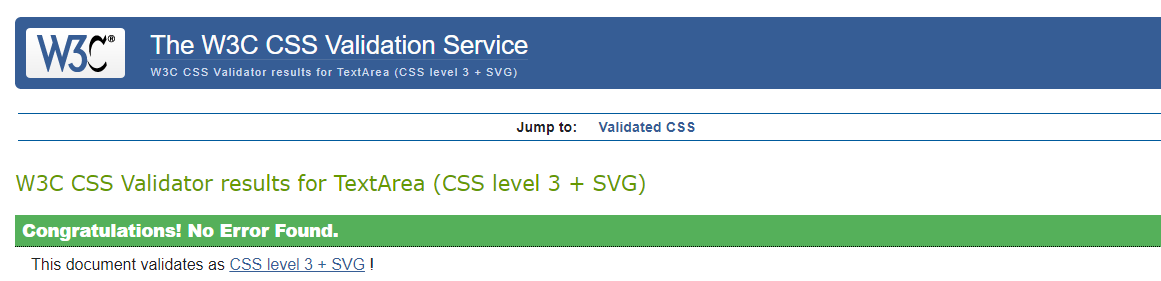 W3C®
The W3C CSS Validation Service
W3C CSS Validator results for TextArea (CSS level 3 + SVG)
Jump to: Validated CSS
W3C CSS Validator results for TextArea (CSS level 3 + SVG)
Congratulations! No Error Found.
This document validates as CSS level 3 + SVG !